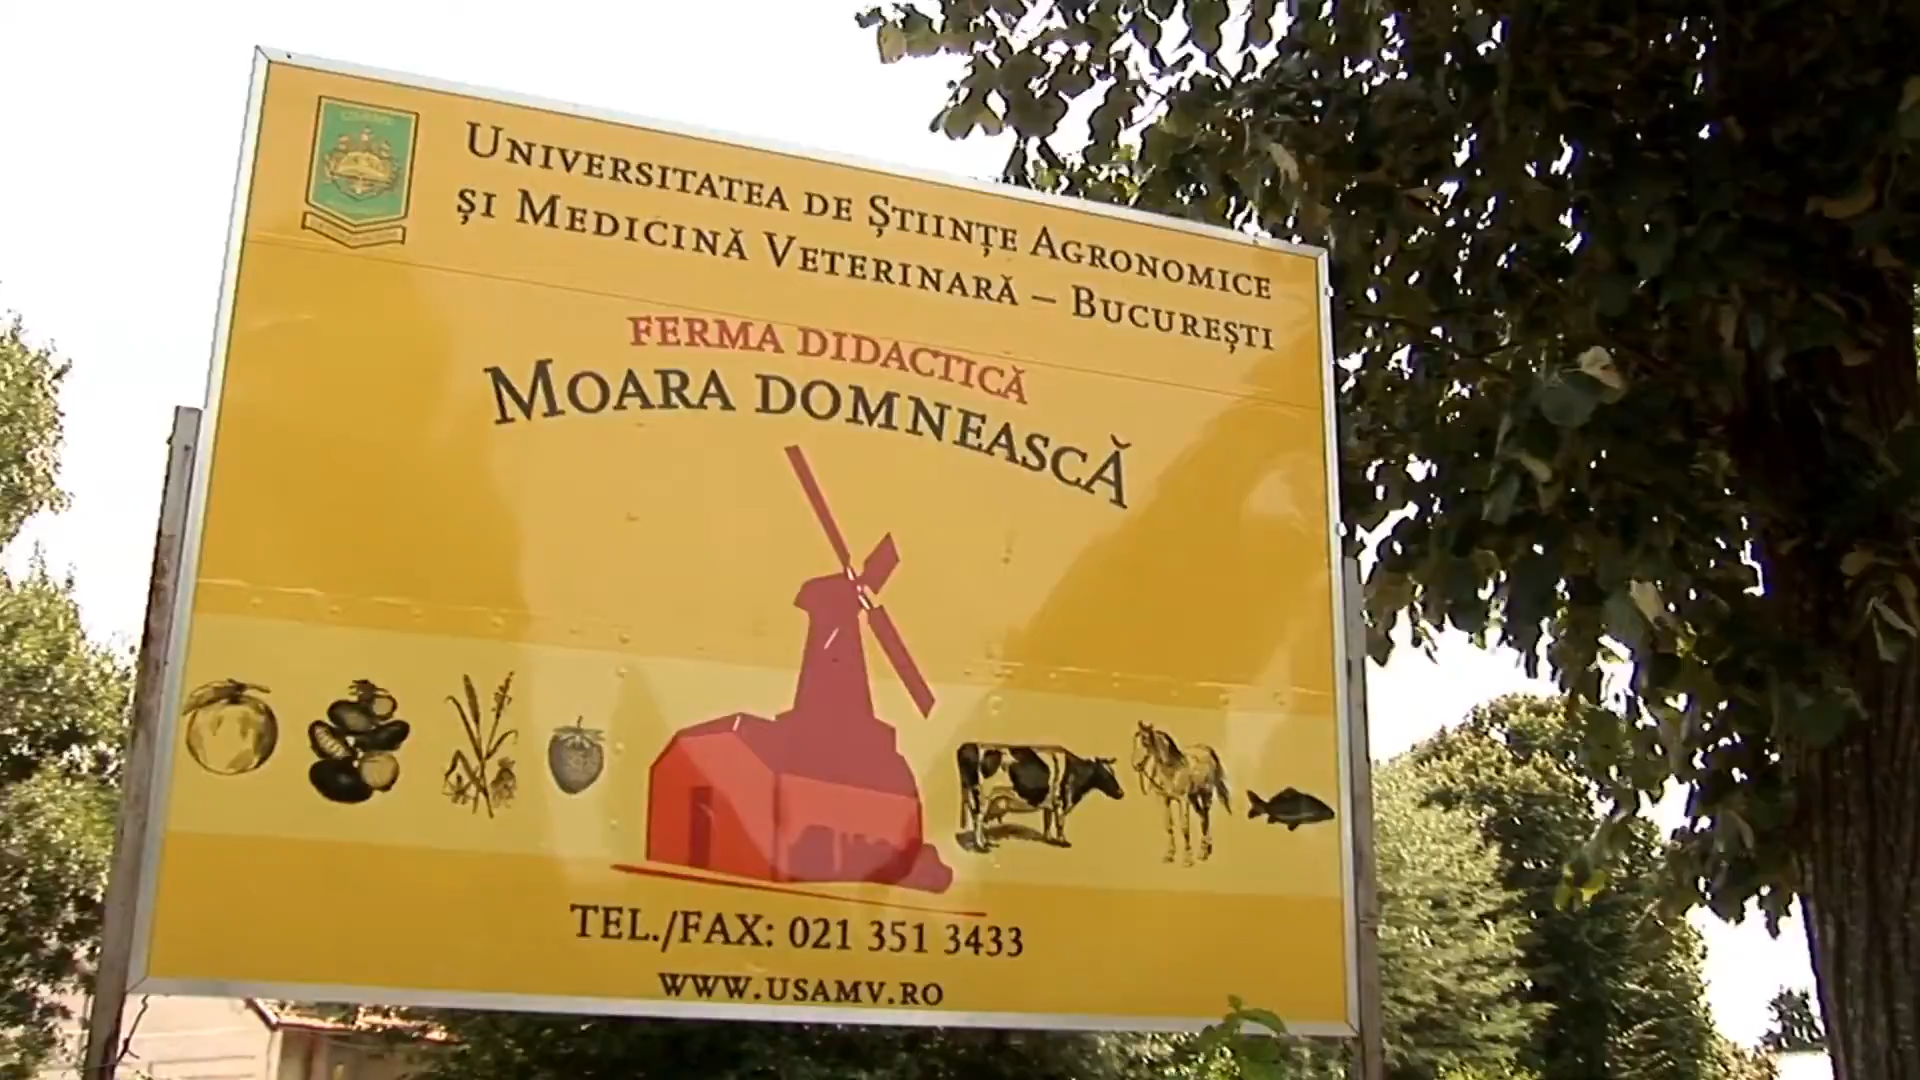 USAMV
Universitatea de Științe Agronomice
și Medicină Veterinară – București
FERMA DIDACTICĂ
MOARA DOMNEASCĂ
TEL./FAX: 021 351 3433
WWW.USAMV.RO